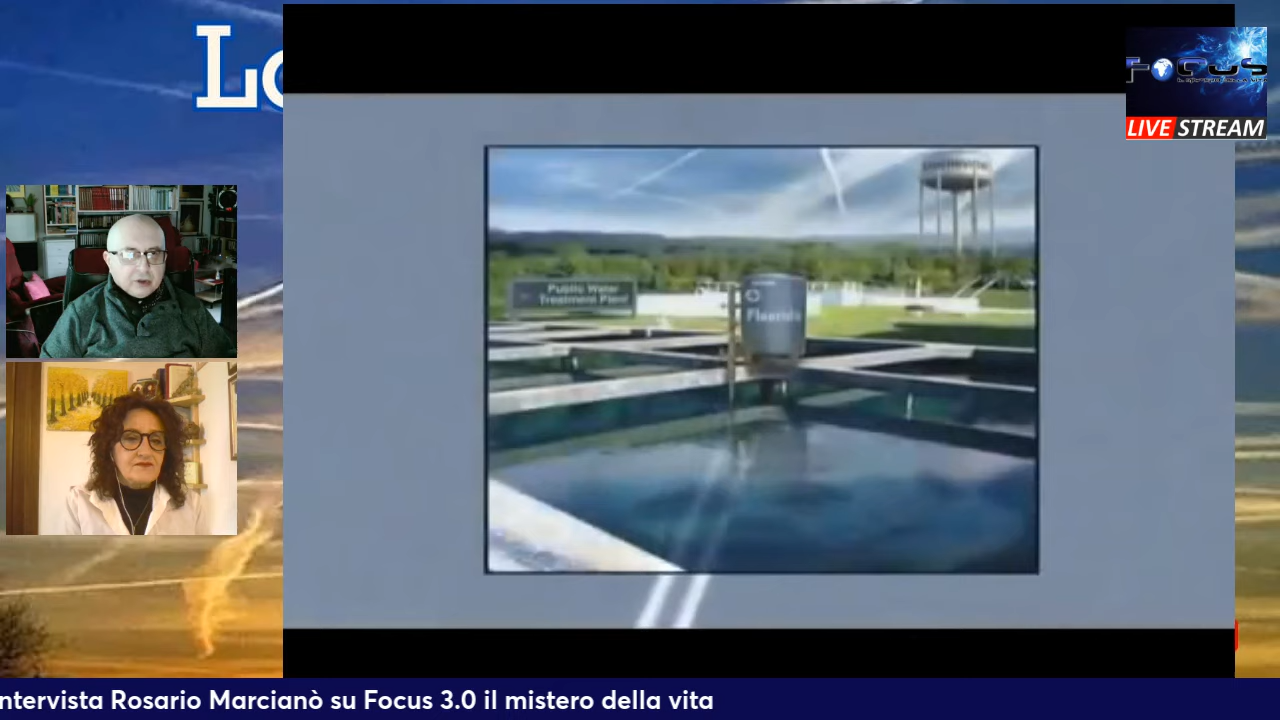 Lo
FOCUS
LIVE STREAM
Public Water
Treatment Plant
Fluoride
ntervista Rosario Marcianò su Focus 3.0 il mistero della vita